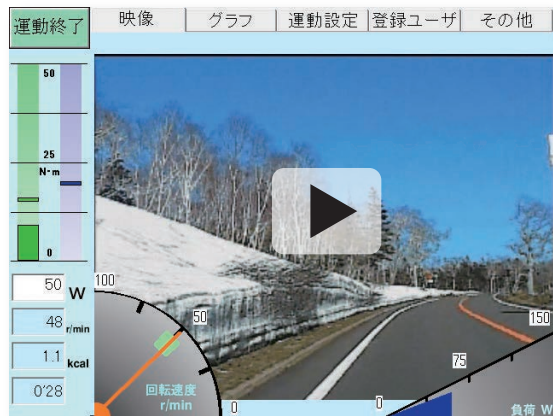 運動終了
映像
グラフ
運動設定
登録ユーザ
その他
50
25
N·m
0
50 W
48 r/min
1.1 kcal
0'28
100
50
0
回転速度
r/min
150
75
0
負荷 W